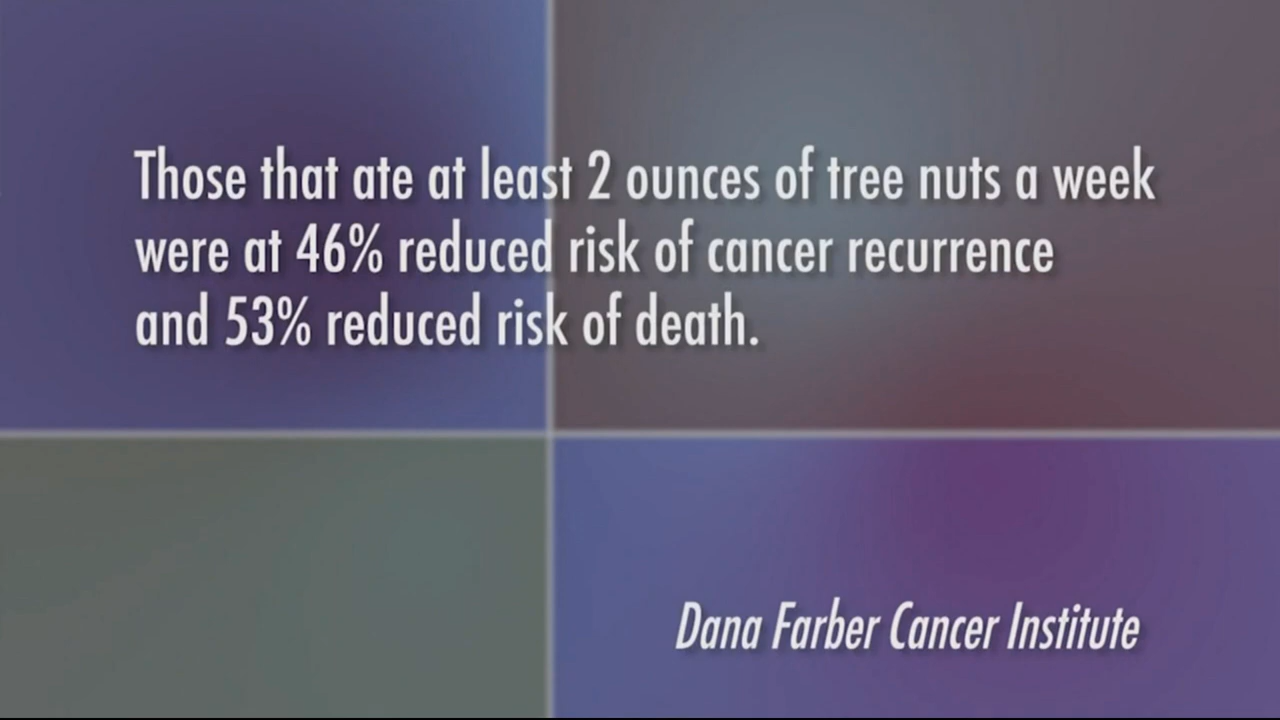 Those that ate at least 2 ounces of tree nuts a week
were at 46% reduced risk of cancer recurrence
and 53% reduced risk of death.
Dana Farber Cancer Institute